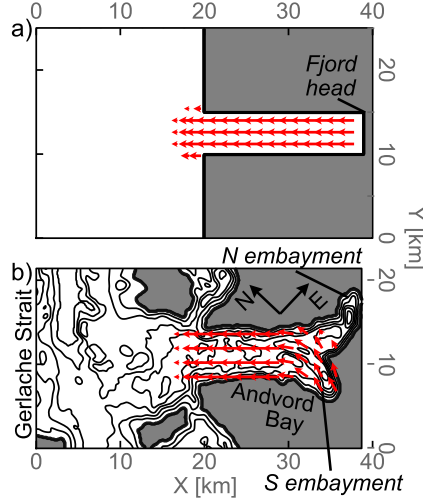 0 10 20 30 40
a)
Fjord
head
20
10
0
Y [km]
N embayment
b)
Gerlache Strait
N
E
20
10
0
Andvord
Bay
0 10 20 30 40
X [km]
S embayment